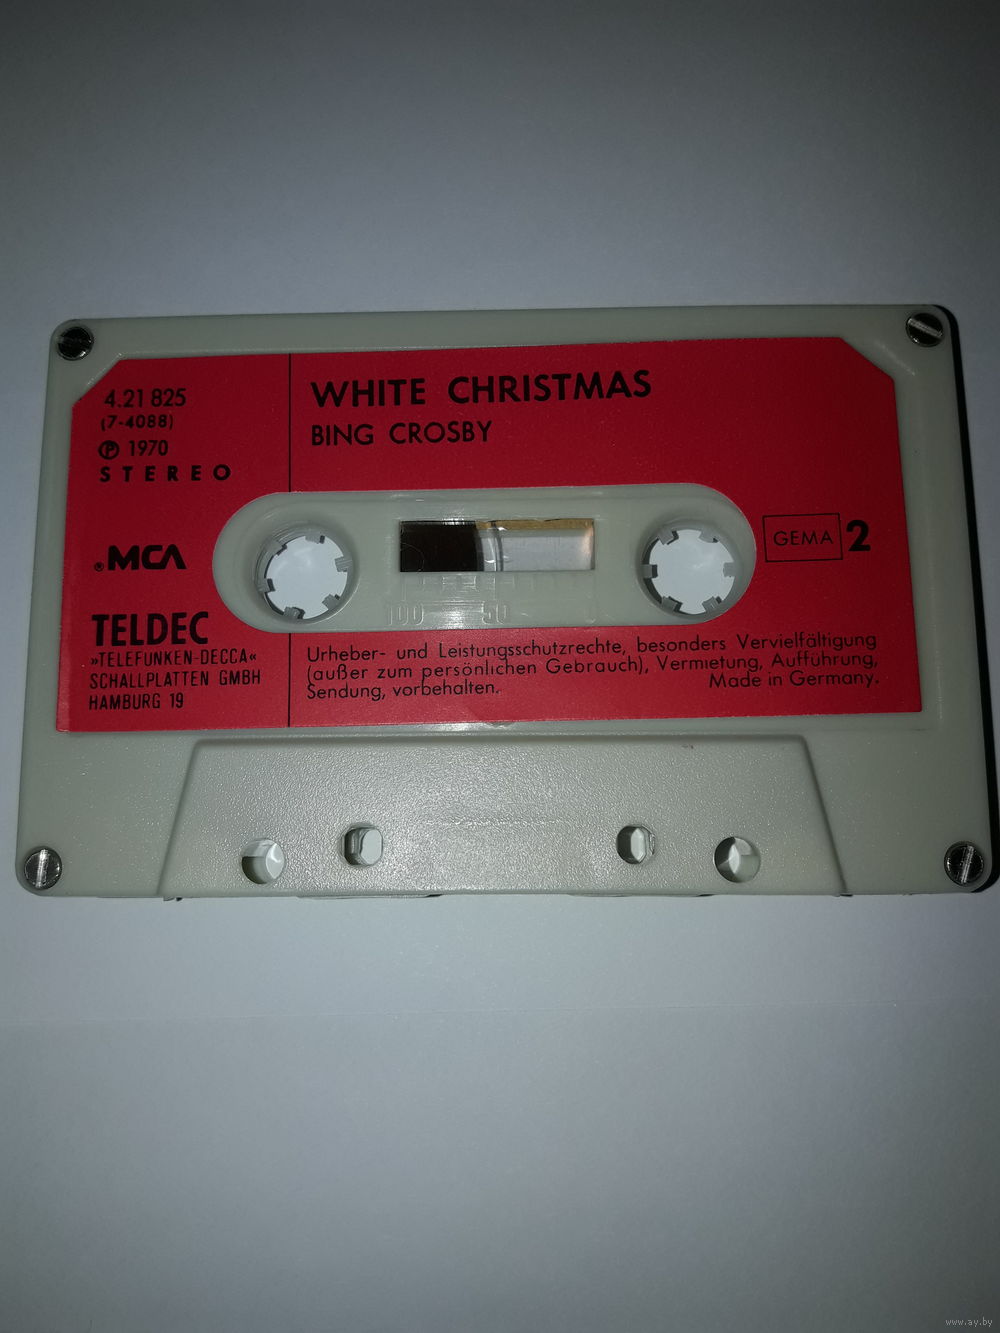 4.21 825
(7-4088)
Ⓟ 1970
STEREO
WHITE CHRISTMAS
BING CROSBY
®MCA
GEMA 2
TELDEC
»TELEFUNKEN-DECCA«
SCHALLPLATTEN GMBH
HAMBURG 19
100 50
Urheber- und Leistungsschutzrechte, besonders Vervielfältigung
(außer zum persönlichen Gebrauch), Vermietung, Aufführung,
Sendung, vorbehalten. Made in Germany.
www.ay.by